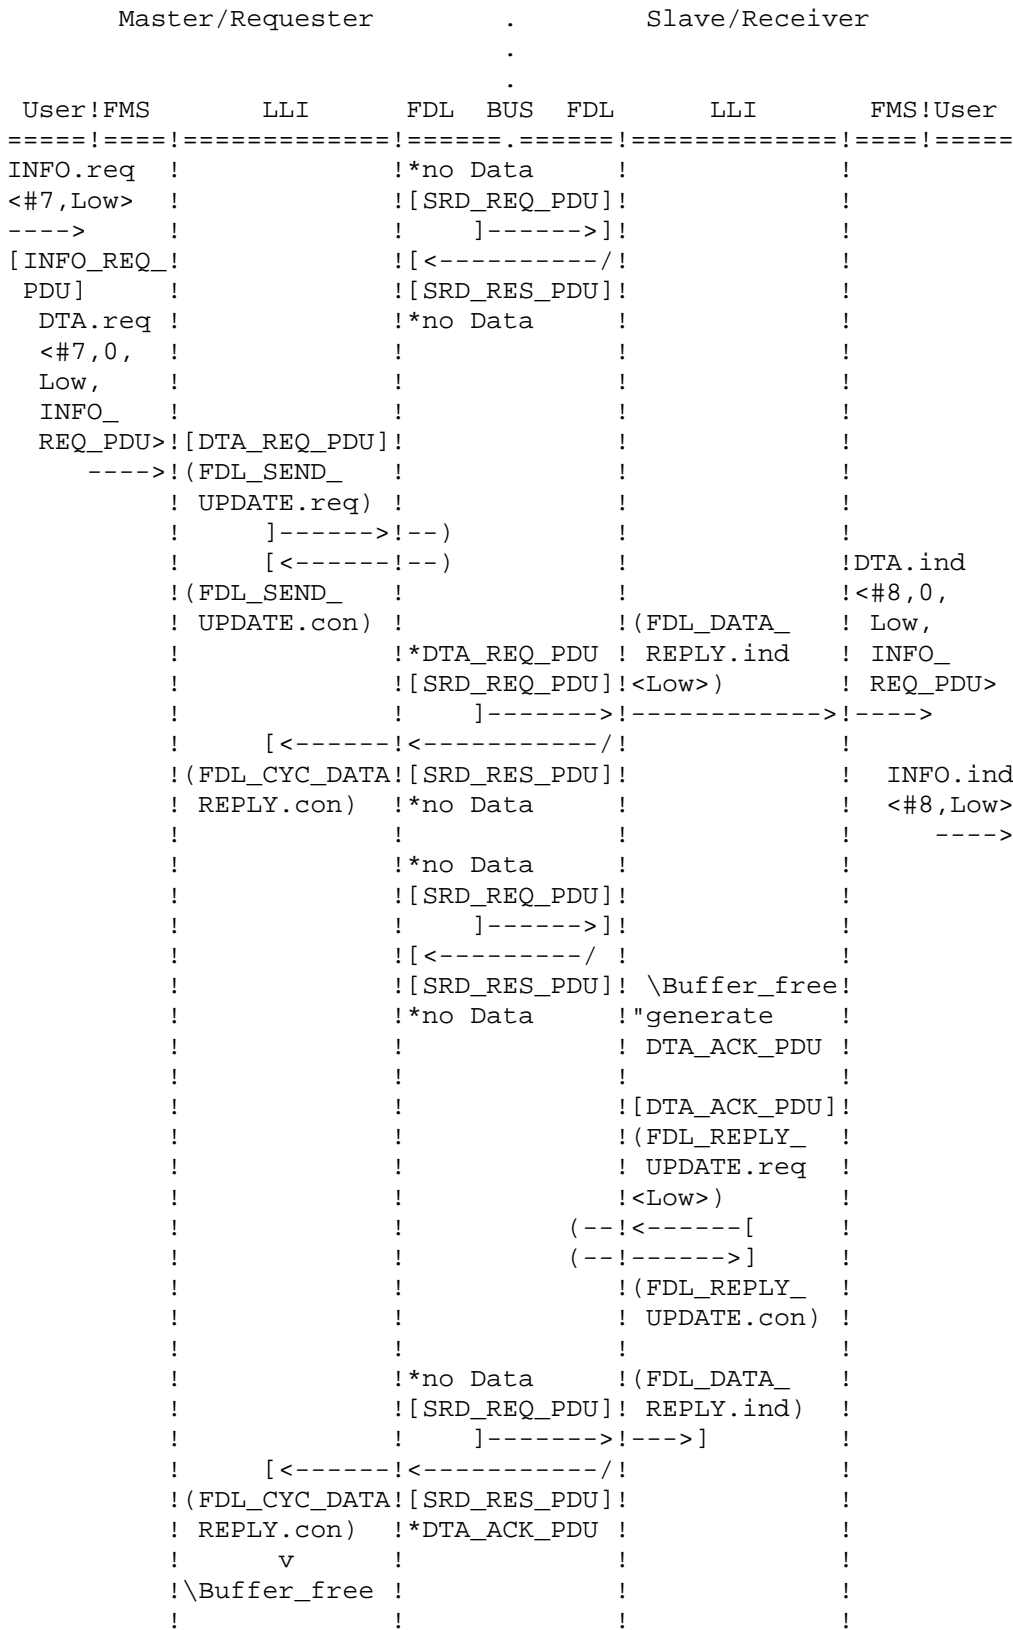 Master/Requester         .        Slave/Receiver
                                 .
                                 .
 User!FMS       LLI      FDL  BUS  FDL      LLI         FMS!User
=====!====!=============!======.======!=============!====!=====
INFO.req  !             !*no Data     !             !
<#7,Low>  !             ![SRD_REQ_PDU]!             !
---->     !             !    ]------>]!             !
[INFO_REQ_!             ![<----------/!             !
 PDU]     !             ![SRD_RES_PDU]!             !
  DTA.req !             !*no Data     !             !
  <#7,0,  !             !             !             !
  Low,    !             !             !             !
  INFO_   !             !             !             !
  REQ_PDU>![DTA_REQ_PDU]!             !             !
     ---->!(FDL_SEND_   !             !             !
          ! UPDATE.req) !             !             !
          !     ]------>!--)          !             !
          !     [<------!--)          !             !DTA.ind
          !(FDL_SEND_   !             !             !<#8,0,
          ! UPDATE.con) !             !(FDL_DATA_   ! Low,
          !             !*DTA_REQ_PDU ! REPLY.ind   ! INFO_
          !             ![SRD_REQ_PDU]!<Low>)       ! REQ_PDU>
          !             !    ]------->!------------>!---->
          !     [<------!<-----------/!             !
          !(FDL_CYC_DATA![SRD_RES_PDU]!             !  INFO.ind
          ! REPLY.con)  !*no Data     !             !  <#8,Low>
          !             !             !             !     ---->
          !             !*no Data     !             !
          !             ![SRD_REQ_PDU]!             !
          !             !    ]------>]!             !
          !             ![<---------/ !             !
          !             ![SRD_RES_PDU]! \Buffer_free!
          !             !*no Data     !"generate    !
          !             !             ! DTA_ACK_PDU !
          !             !             !             !
          !             !             ![DTA_ACK_PDU]!
          !             !             !(FDL_REPLY_  !
          !             !             ! UPDATE.req  !
          !             !             !<Low>)       !
          !             !          (--!<------[     !
          !             !          (--!------>]     !
          !             !             !(FDL_REPLY_  !
          !             !             ! UPDATE.con) !
          !             !             !             !
          !             !*no Data     !(FDL_DATA_   !
          !             ![SRD_REQ_PDU]! REPLY.ind)  !
          !             !    ]------->!--->]        !
          !     [<------!<-----------/!             !
          !(FDL_CYC_DATA![SRD_RES_PDU]!             !
          ! REPLY.con)  !*DTA_ACK_PDU !             !
          !      v      !             !             !
          !\Buffer_free !             !             !
          !             !             !             !